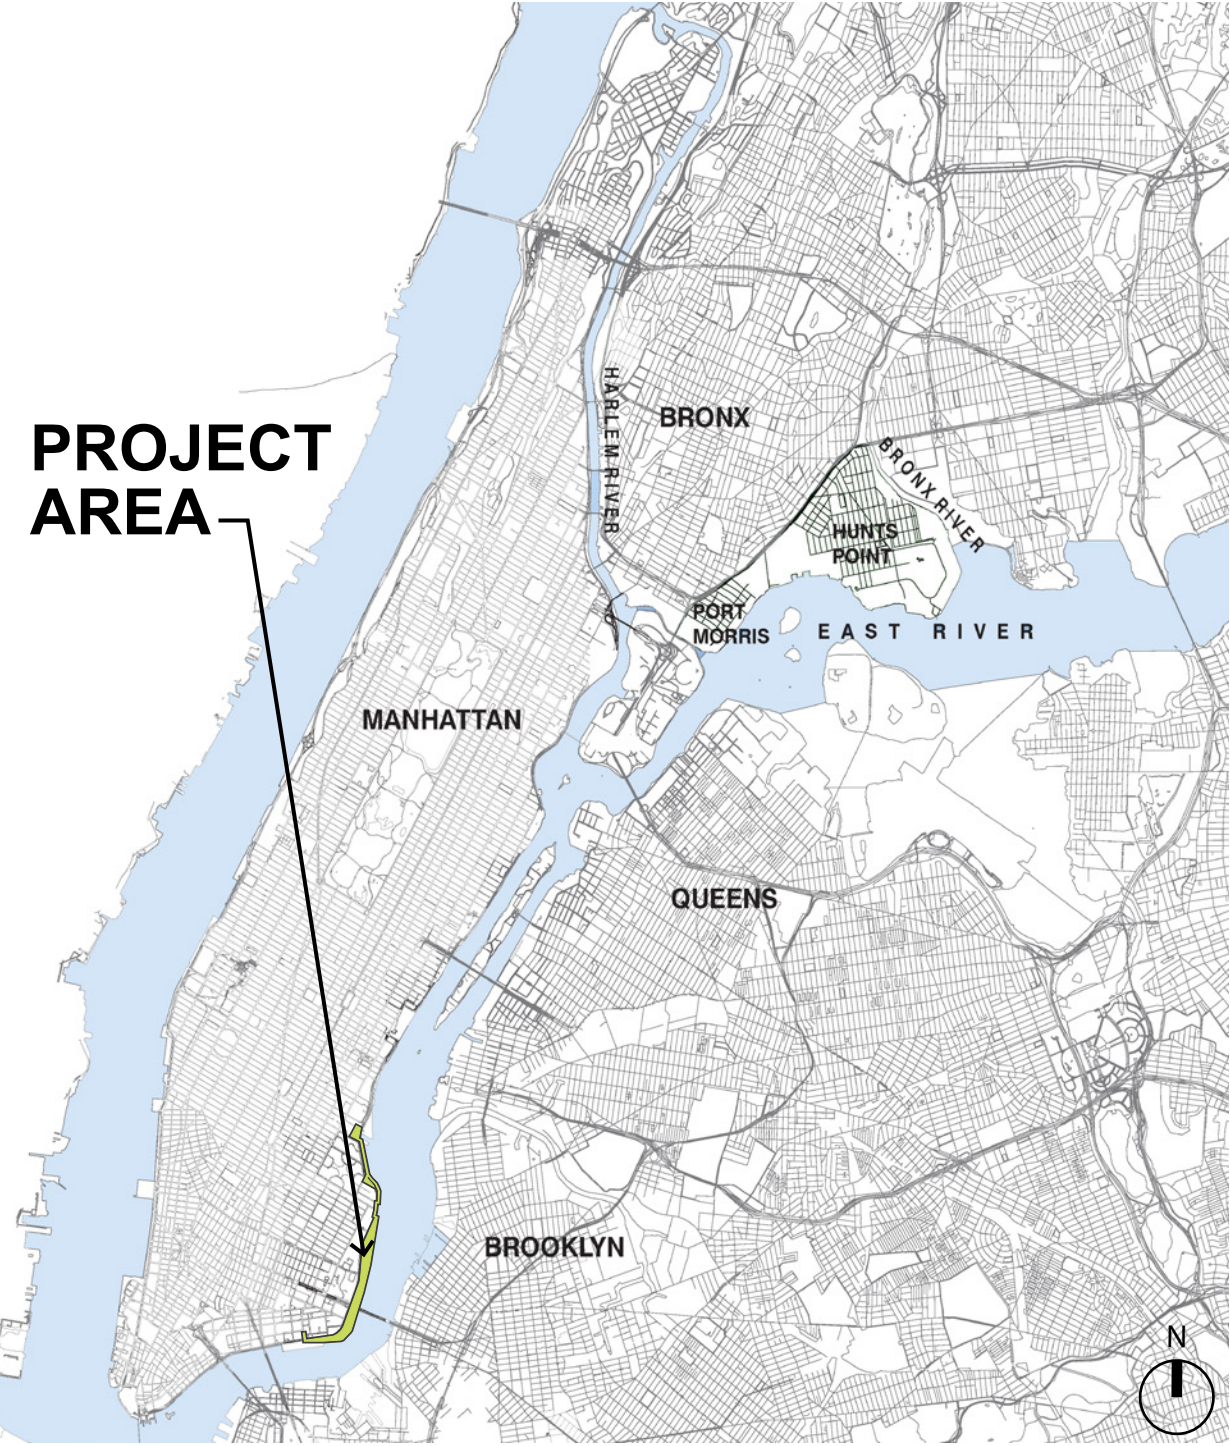 PROJECT
AREA
HARLEM RIVER
BRONX
BRONX RIVER
HUNTS
POINT
PORT
MORRIS
EAST RIVER
MANHATTAN
QUEENS
BROOKLYN
N